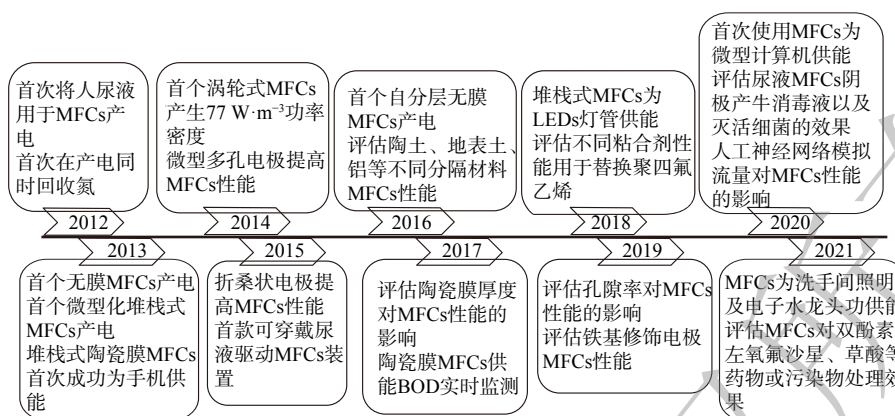 首次将人尿液
用于MFCs产
电
首次在产电同
时回收氮
2012
首个涡轮式MFCs
产生77 W·m⁻³功率
密度
微型多孔电极提高
MFCs性能
2014
首个自分层无膜
MFCs产电
评估陶土、地表土、
铝等不同分隔材料
MFCs性能
2016
堆栈式MFCs为
LEDs灯管供能
评估不同粘合剂性
能用于替换聚四氟
乙烯
2018
首次使用MFCs为
微型计算机供能
评估尿液MFCs阴
极产牛消毒液以及
灭活细菌的效果
人工神经网络模拟
流量对MFCs性能
的影响
2020
2013
首个无膜MFCs产电
首个微型化堆栈式
MFCs产电
堆栈式陶瓷膜MFCs
首次成功为手机供
能
2015
折桑状电极提
高MFCs性能
首款可穿戴尿
液驱动MFCs装
置
2017
评估陶瓷膜厚度
对MFCs性能的
影响
陶瓷膜MFCs供
能BOD实时监测
2019
评估孔隙率对MFCs
性能的影响
评估铁基修饰电极
MFCs性能
2021
MFCs为洗手间照明
及电子水龙头功供能
评估MFCs对双酚素
左氧氟沙星、草酸等
药物或污染物处理效
果